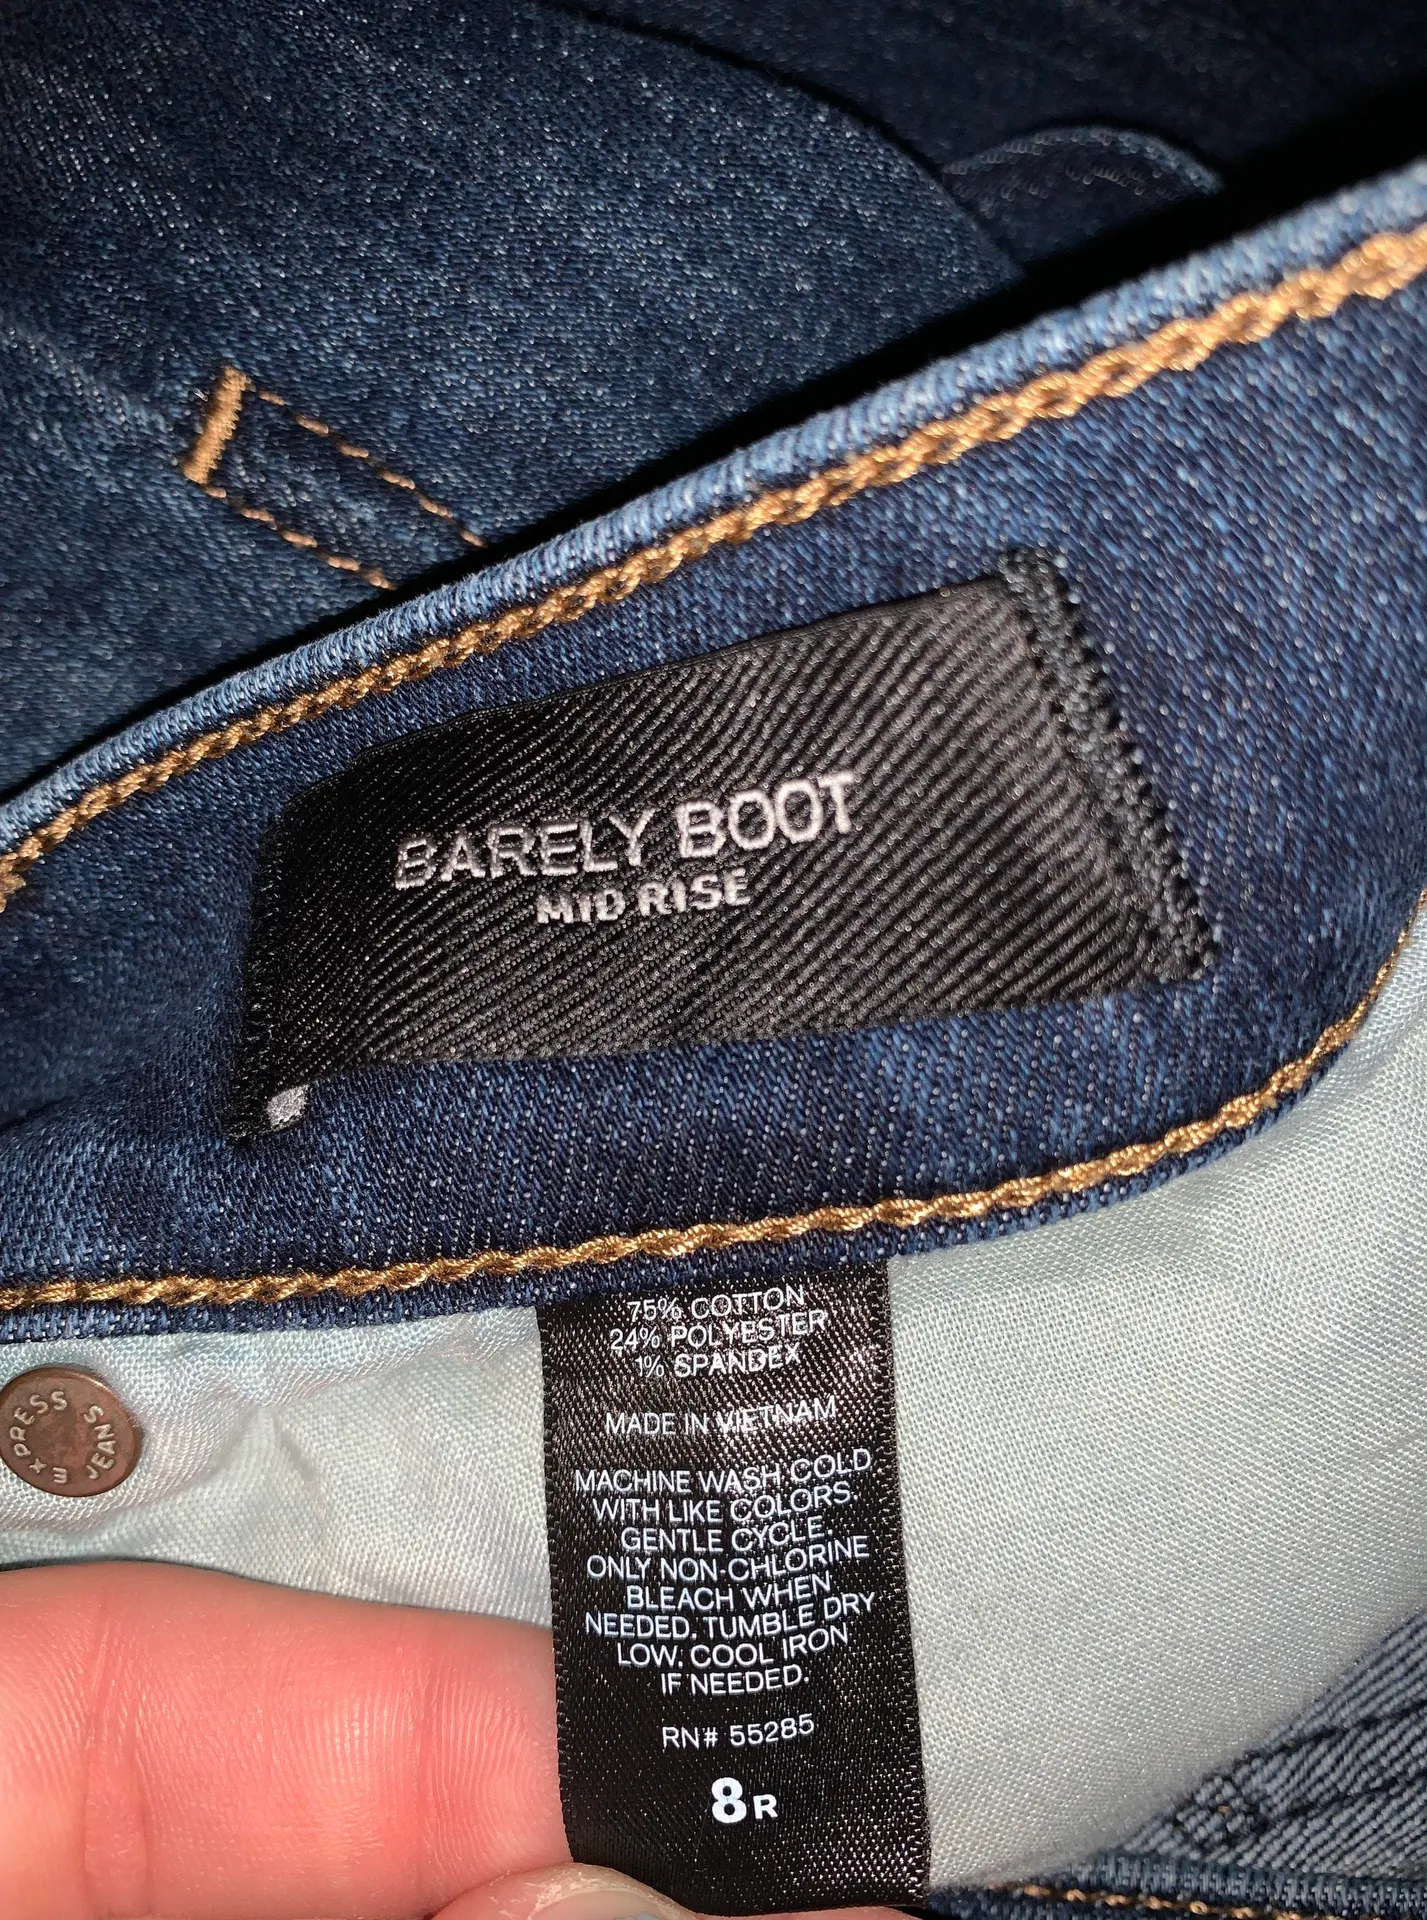 BARELY BOOT
MID RISE
75% COTTON
24% POLYESTER
1% SPANDEX
MADE IN VIETNAM
MACHINE WASH COLD
WITH LIKE COLORS.
GENTLE CYCLE.
ONLY NON-CHLORINE
BLEACH WHEN
NEEDED. TUMBLE DRY
LOW. COOL IRON
IF NEEDED
RN# 55285
8R
EXPRESS JEANS